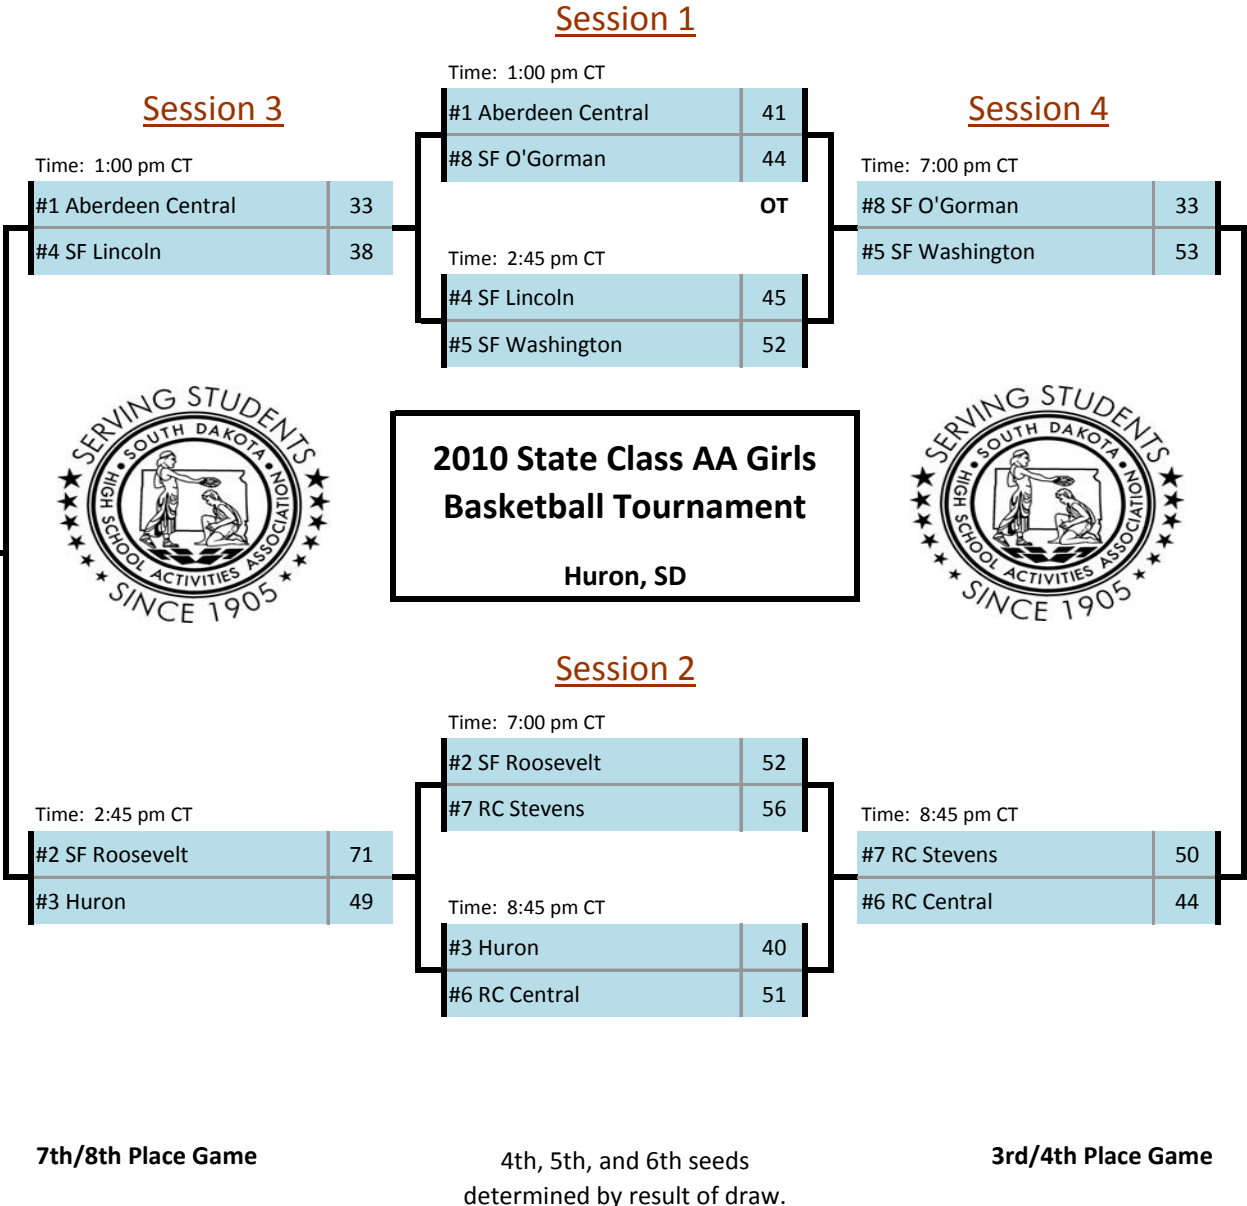 Session 1
Time: 1:00 pm CT
#1 Aberdeen Central 41
#8 SF O'Gorman 44
OT
Time: 2:45 pm CT
#4 SF Lincoln 45
#5 SF Washington 52
Session 3
Time: 1:00 pm CT
#1 Aberdeen Central 33
#4 SF Lincoln 38
Session 4
Time: 7:00 pm CT
#8 SF O'Gorman 33
#5 SF Washington 53
SERVING STUDENTS
SOUTH DAKOTA
HIGH SCHOOL ACTIVITIES ASSOCIATION
SINCE 1905
2010 State Class AA Girls
Basketball Tournament
Huron, SD
SERVING STUDENTS
SOUTH DAKOTA
HIGH SCHOOL ACTIVITIES ASSOCIATION
SINCE 1905
Session 2
Time: 7:00 pm CT
#2 SF Roosevelt 52
#7 RC Stevens 56
Time: 8:45 pm CT
#3 Huron 40
#6 RC Central 51
Time: 2:45 pm CT
#2 SF Roosevelt 71
#3 Huron 49
Time: 8:45 pm CT
#7 RC Stevens 50
#6 RC Central 44
7th/8th Place Game
4th, 5th, and 6th seeds
determined by result of draw.
3rd/4th Place Game